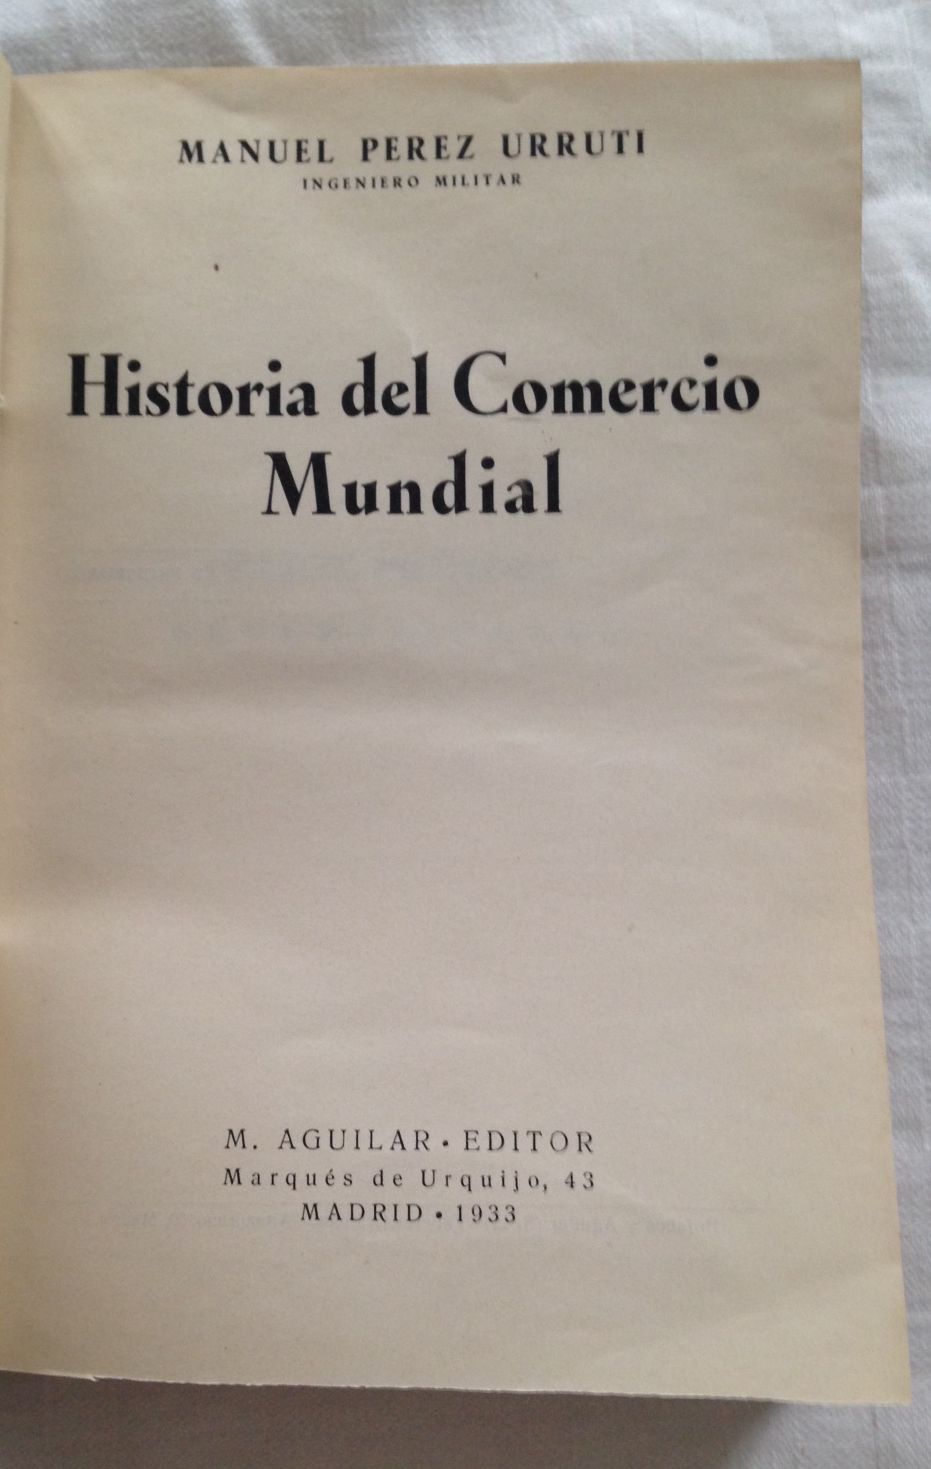 MANUEL PEREZ URRUTI
INGENIERO MILITAR
Historia del Comercio
Mundial
M. AGUILAR • EDITOR
Marqués de Urquijo, 43
MADRID • 1933